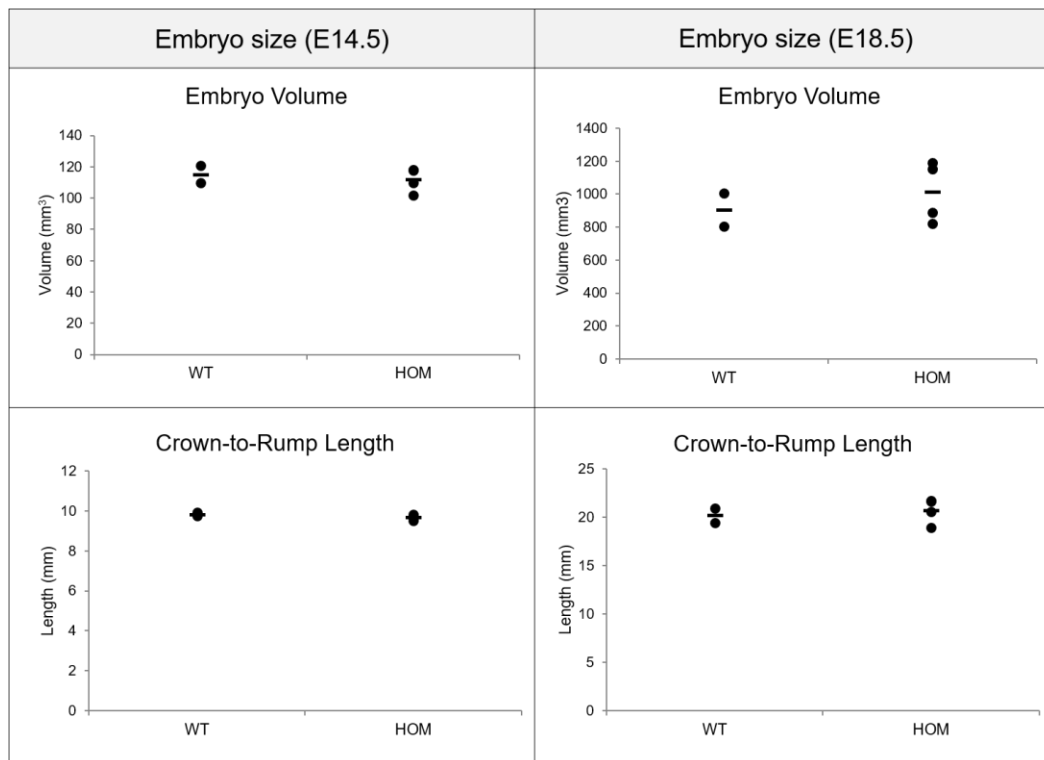 Embryo size (E14.5)
Embryo size (E18.5)
Embryo Volume
Volume (mm³)
140
120
100
80
60
40
20
0
WT HOM
Embryo Volume
Volume (mm3)
1400
1200
1000
800
600
400
200
0
WT HOM
Crown-to-Rump Length
Length (mm)
12
10
8
6
4
2
0
WT HOM
Crown-to-Rump Length
Length (mm)
25
20
15
10
5
0
WT HOM